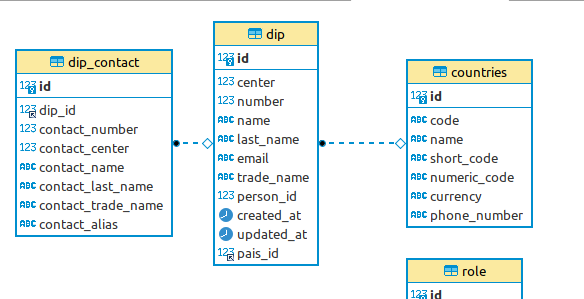 dip_contact
123 id
123 dip_id
123 contact_number
123 contact_center
ABC contact_name
ABC contact_last_name
ABC contact_trade_name
ABC contact_alias
dip
123 id
123 center
123 number
ABC name
ABC last_name
ABC email
ABC trade_name
123 person_id
created_at
updated_at
123 pais_id
countries
123 id
ABC code
ABC name
ABC short_code
ABC numeric_code
ABC currency
ABC phone_number
role
123 id